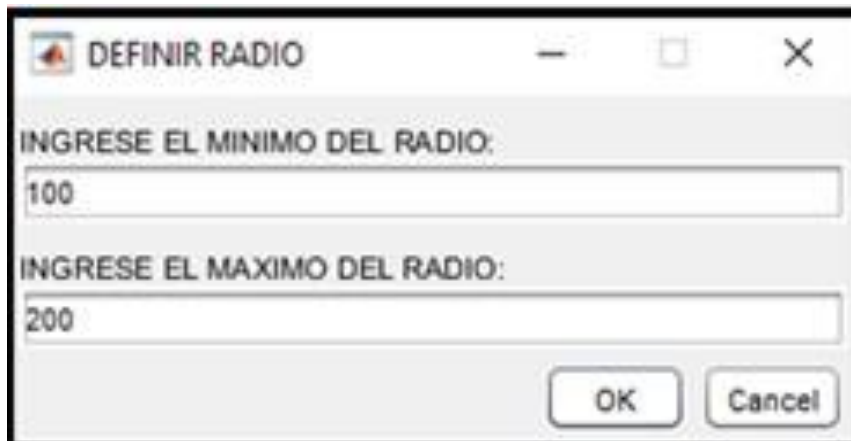 DEFINIR RADIO
INGRESE EL MINIMO DEL RADIO:
100
INGRESE EL MAXIMO DEL RADIO:
200
OK Cancel